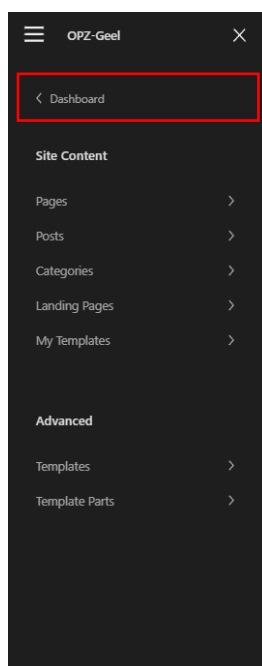 OPZ-Geel
Dashboard
Site Content
Pages
Posts
Categories
Landing Pages
My Templates
Advanced
Templates
Template Parts